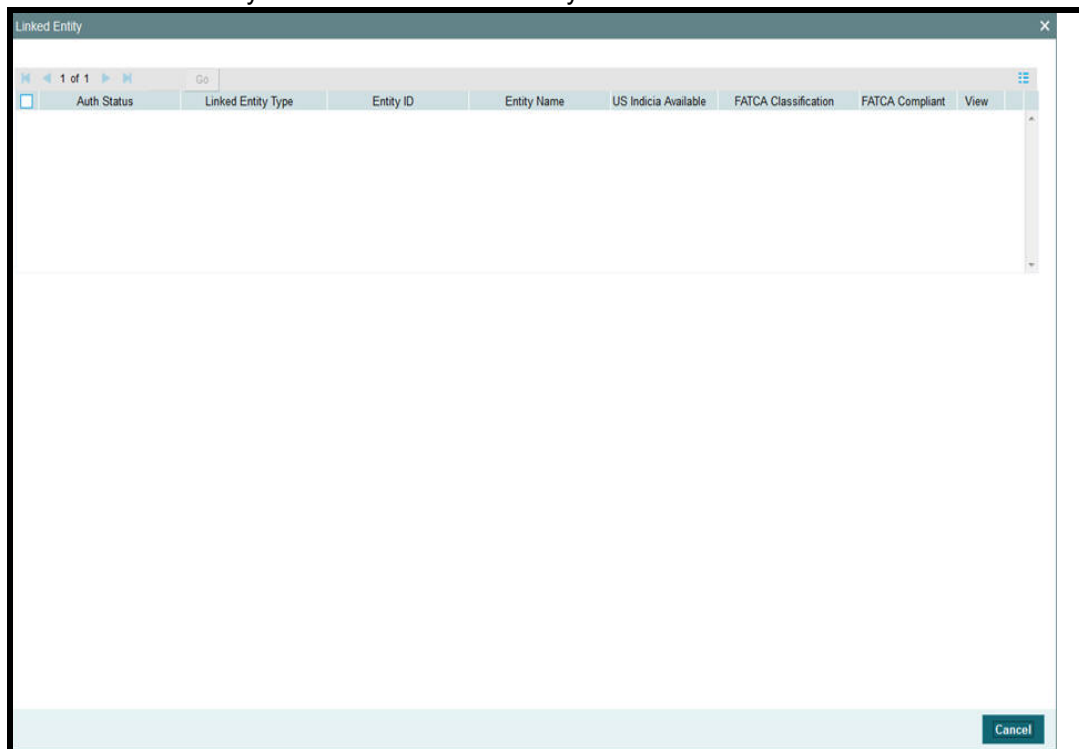 Linked Entity
1 of 1 Go
Auth Status Linked Entity Type Entity ID Entity Name US Indicia Available FATCA Classification FATCA Compliant View
Cancel